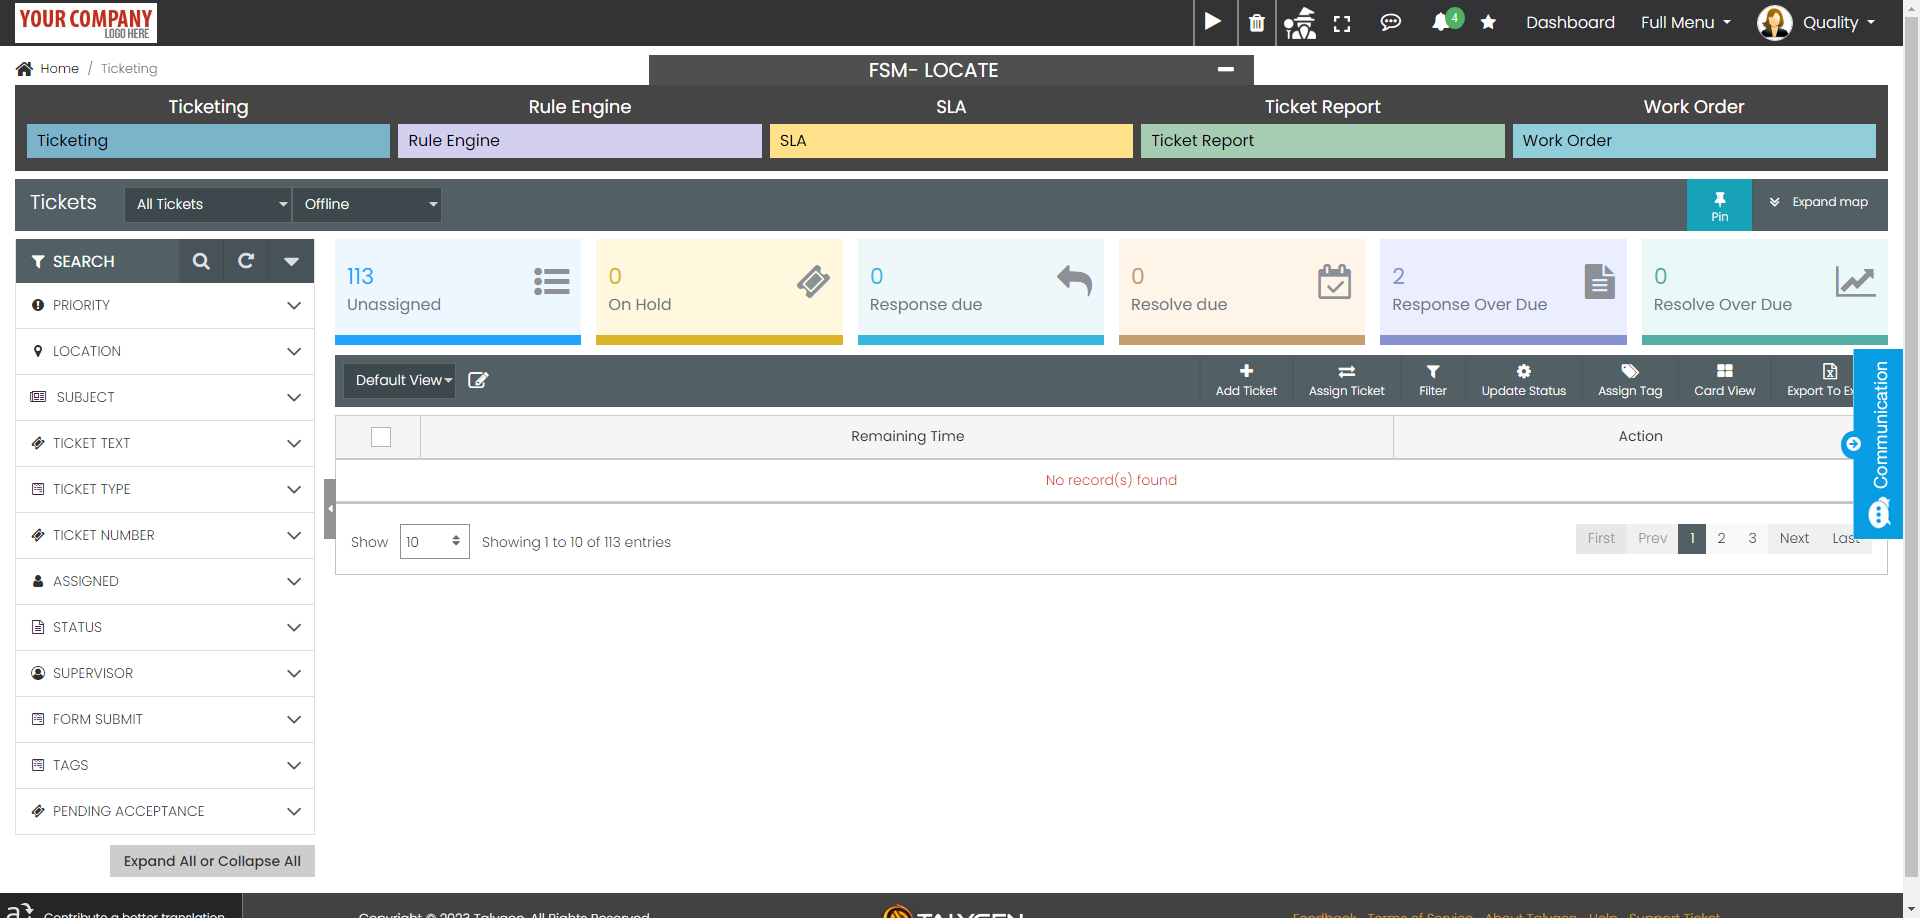 YOUR COMPANY
LOGO HERE
4
Dashboard
Full Menu
Quality
Home / Ticketing
FSM- LOCATE
Ticketing
Rule Engine
SLA
Ticket Report
Work Order
Ticketing
Rule Engine
SLA
Ticket Report
Work Order
Tickets
All Tickets
Offline
Pin
Expand map
SEARCH
PRIORITY
LOCATION
SUBJECT
TICKET TEXT
TICKET TYPE
TICKET NUMBER
ASSIGNED
STATUS
SUPERVISOR
FORM SUBMIT
TAGS
PENDING ACCEPTANCE
Expand All or Collapse All
113
Unassigned
0
On Hold
0
Response due
0
Resolve due
2
Response Over Due
0
Resolve Over Due
Default View
Add Ticket
Assign Ticket
Filter
Update Status
Assign Tag
Card View
Export To Ex
Communication
Remaining Time
Action
No record(s) found
Show 10 Showing 1 to 10 of 113 entries
First Prev 1 2 3 Next Last
Contribute a better translation
Copyright © 2023 Talygen. All Rights Reserved
TALYGEN
Feedback Terms of Service About Talygen Help Support Ticket